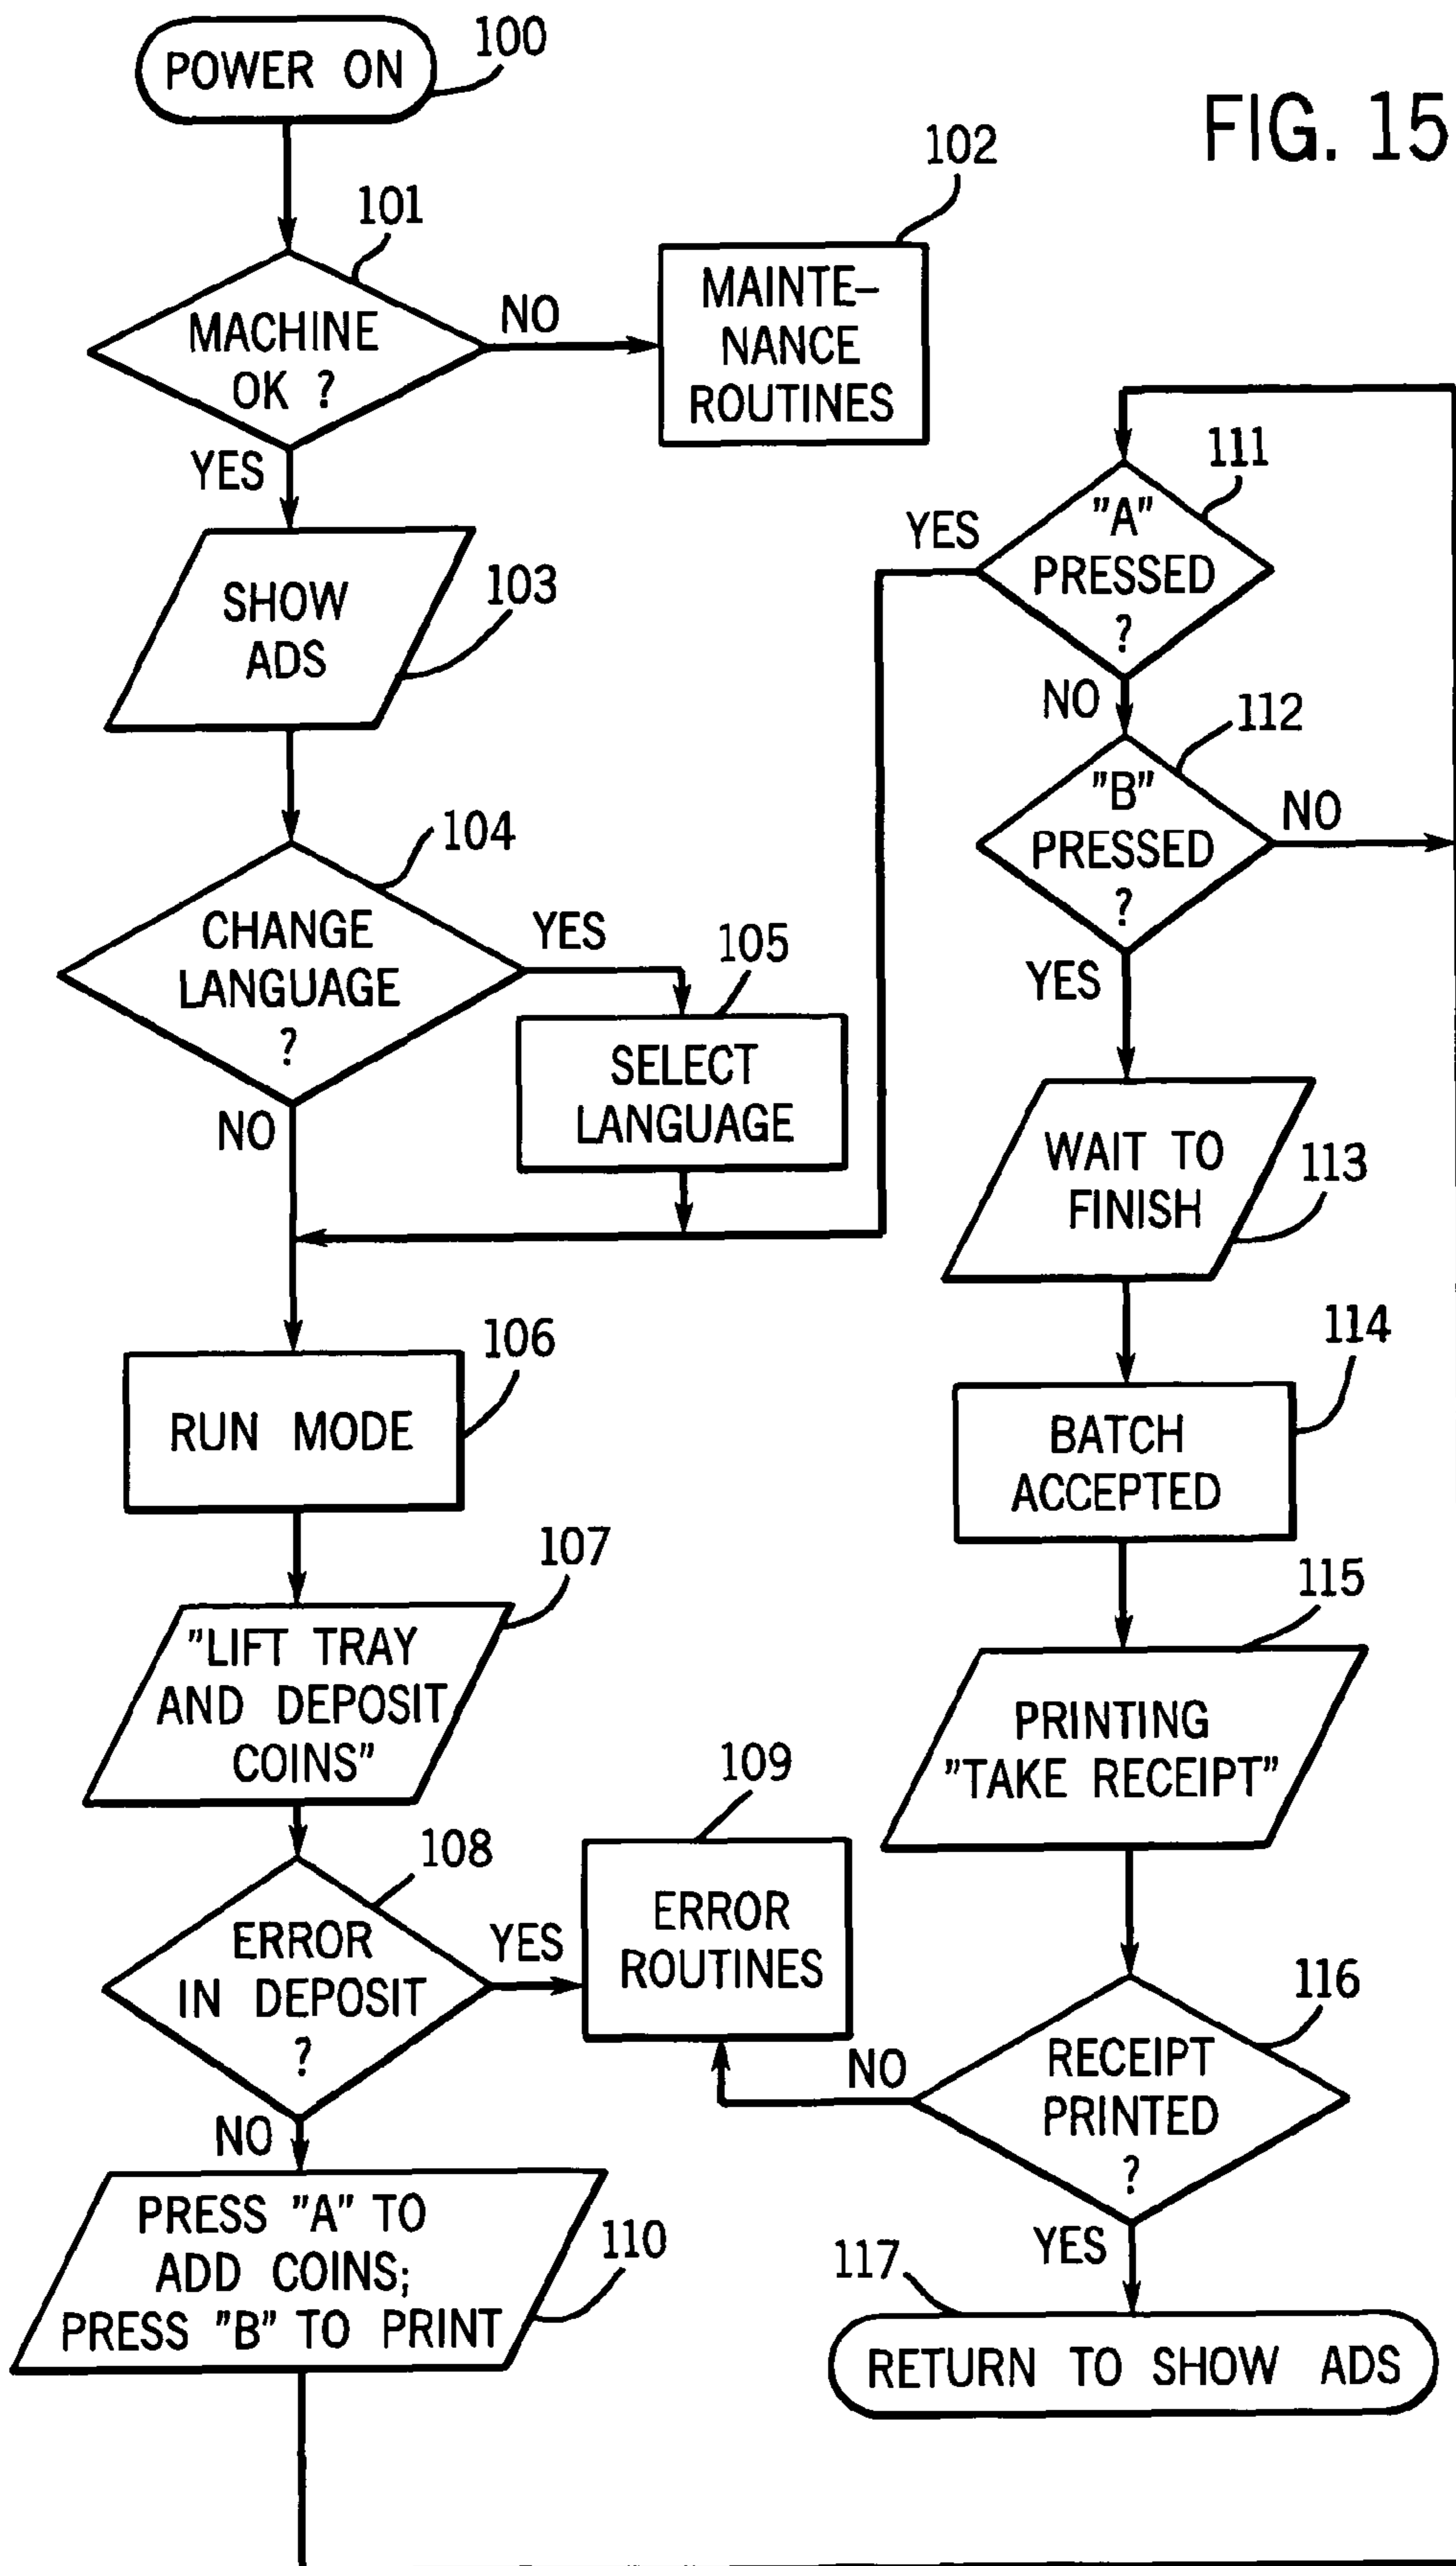 FIG. 15
POWER ON
100
101
MACHINE
OK ?
NO
102
MAINTE-
NANCE
ROUTINES
YES
SHOW
ADS
103
104
CHANGE
LANGUAGE
?
YES
105
SELECT
LANGUAGE
NO
106
RUN MODE
107
"LIFT TRAY
AND DEPOSIT
COINS"
108
ERROR
IN DEPOSIT
?
YES
109
ERROR
ROUTINES
NO
PRESS "A" TO
ADD COINS;
PRESS "B" TO PRINT
110
111
"A"
PRESSED
?
YES
NO
112
"B"
PRESSED
?
NO
YES
WAIT TO
FINISH
113
114
BATCH
ACCEPTED
115
PRINTING
"TAKE RECEIPT"
116
RECEIPT
PRINTED
?
NO
YES
117
RETURN TO SHOW ADS